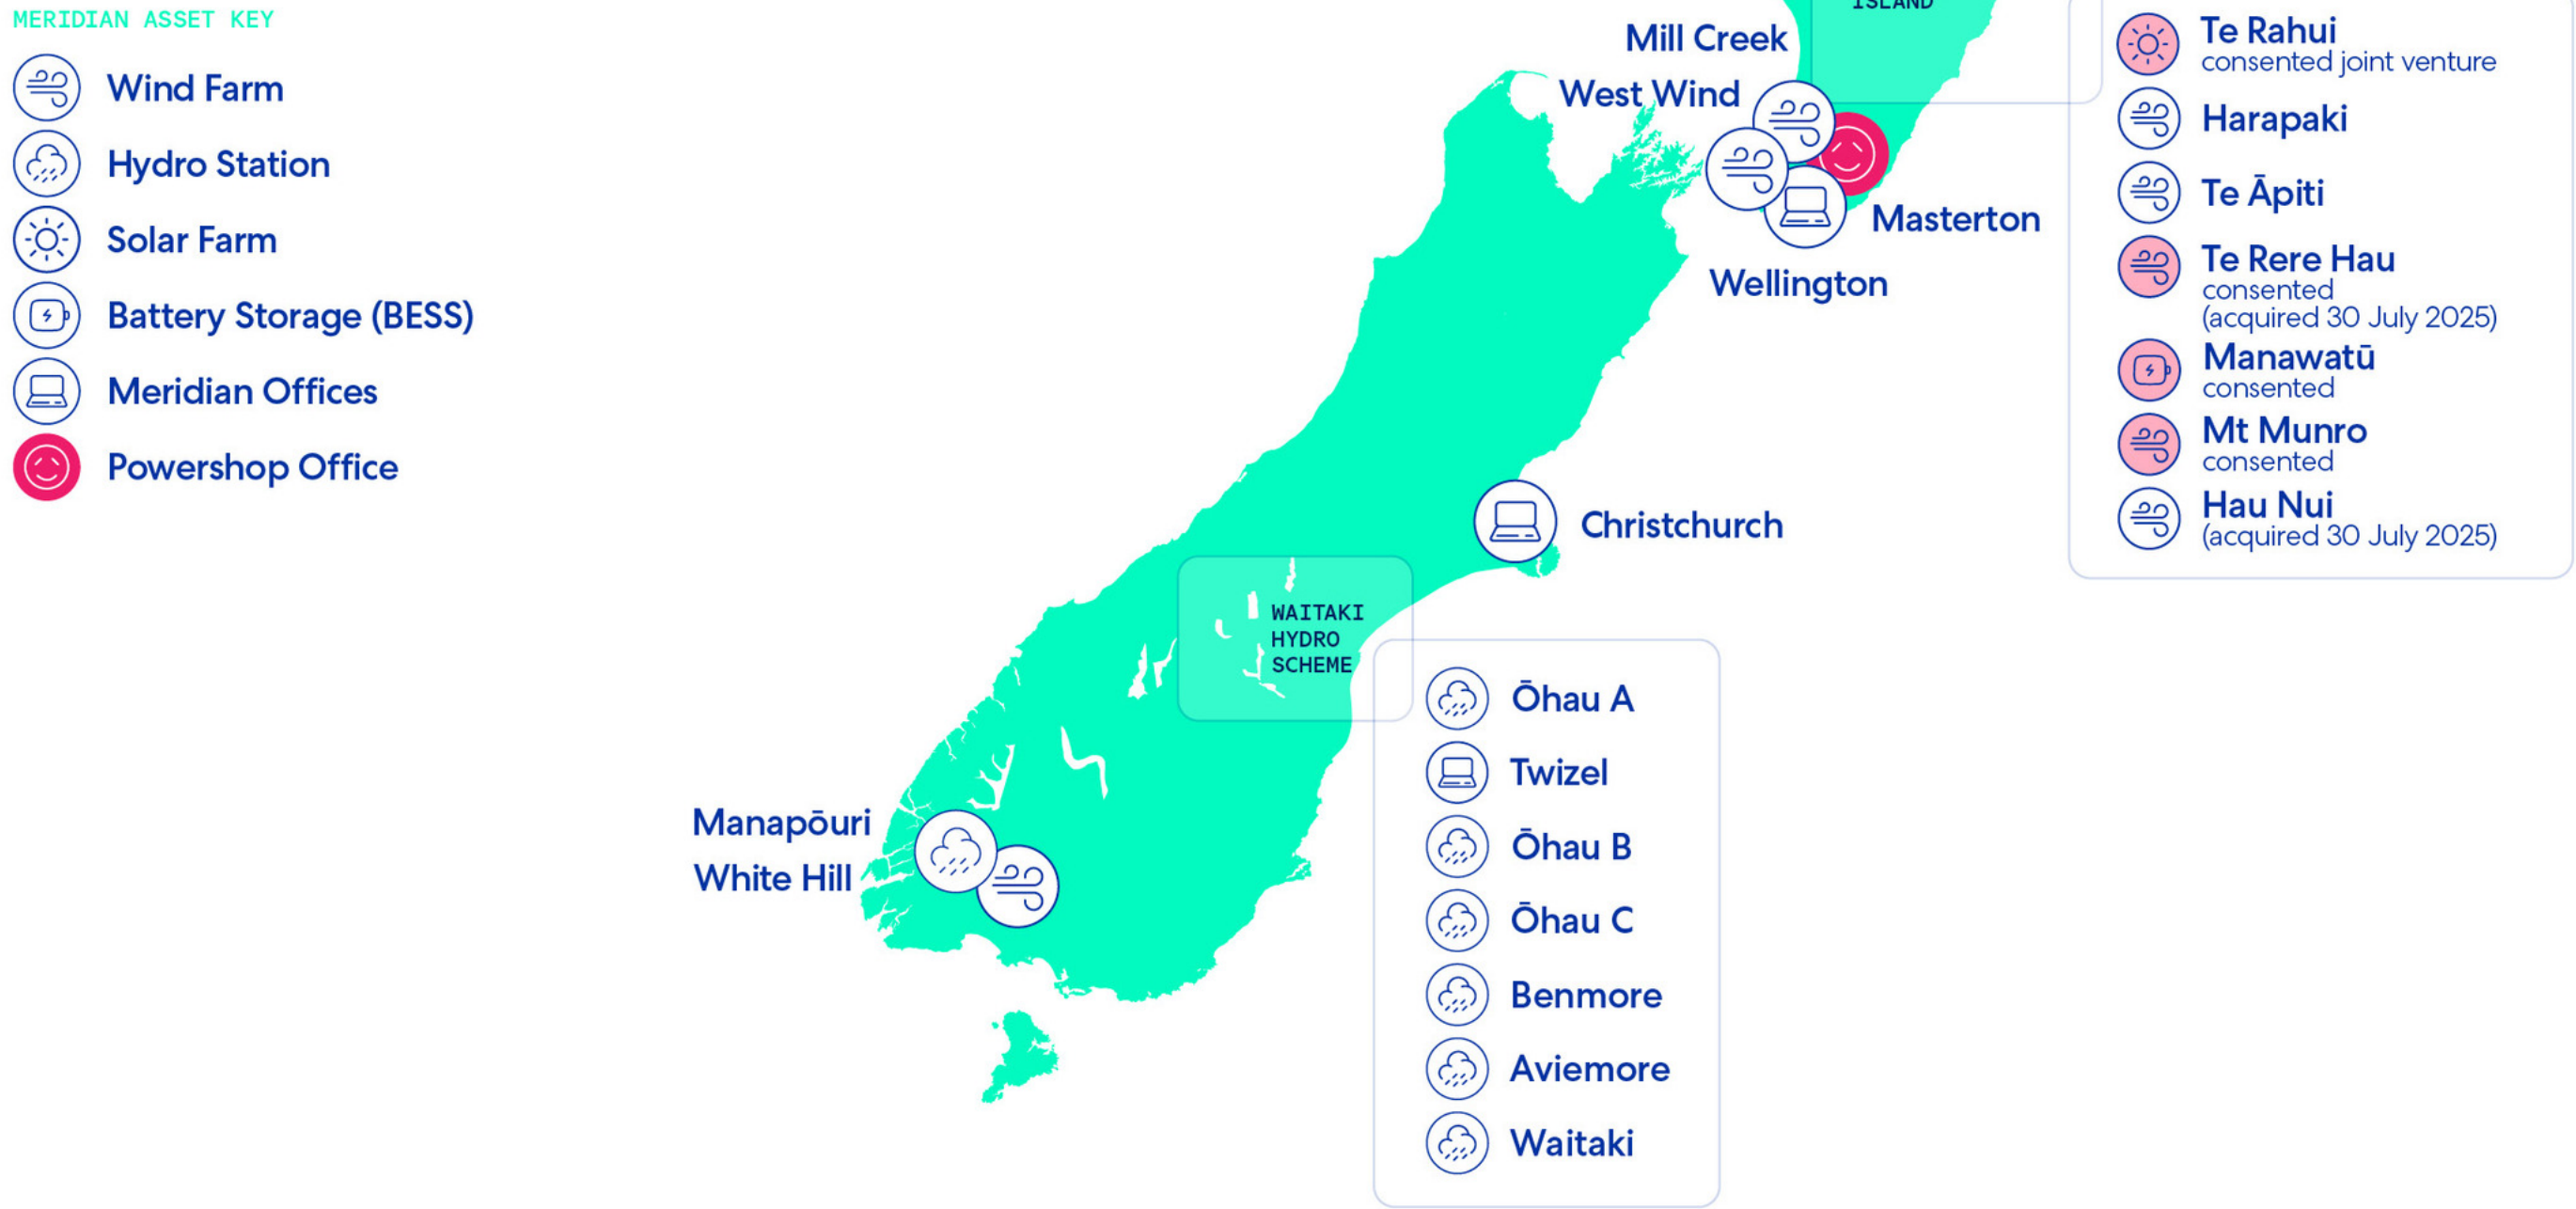 MERIDIAN ASSET KEY
Wind Farm
Hydro Station
Solar Farm
Battery Storage (BESS)
Meridian Offices
Powershop Office
ISLAND
Mill Creek
West Wind
Masterton
Wellington
Christchurch
WAITAKI
HYDRO
SCHEME
Manapōuri
White Hill
Te Rahui
consented joint venture
Harapaki
Te Āpiti
Te Rere Hau
consented
(acquired 30 July 2025)
Manawatū
consented
Mt Munro
consented
Hau Nui
(acquired 30 July 2025)
Ōhau A
Twizel
Ōhau B
Ōhau C
Benmore
Aviemore
Waitaki